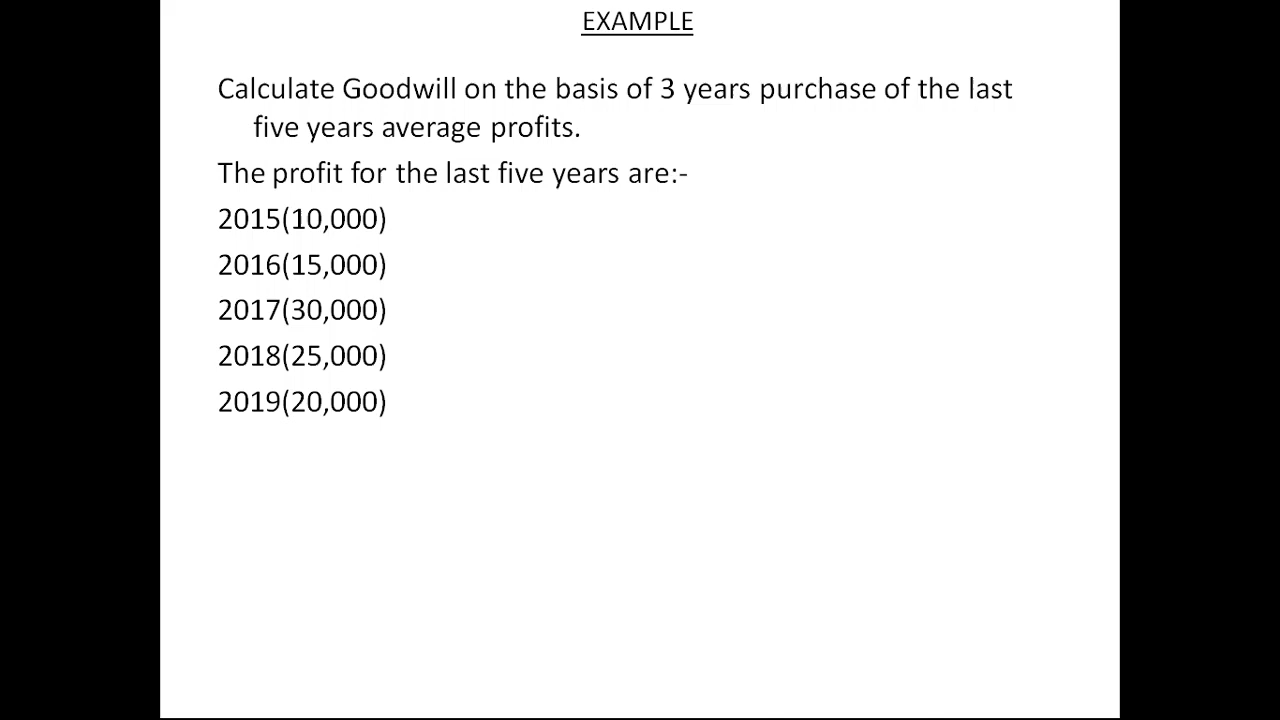 EXAMPLE
Calculate Goodwill on the basis of 3 years purchase of the last
five years average profits.
The profit for the last five years are:-
2015(10,000)
2016(15,000)
2017(30,000)
2018(25,000)
2019(20,000)